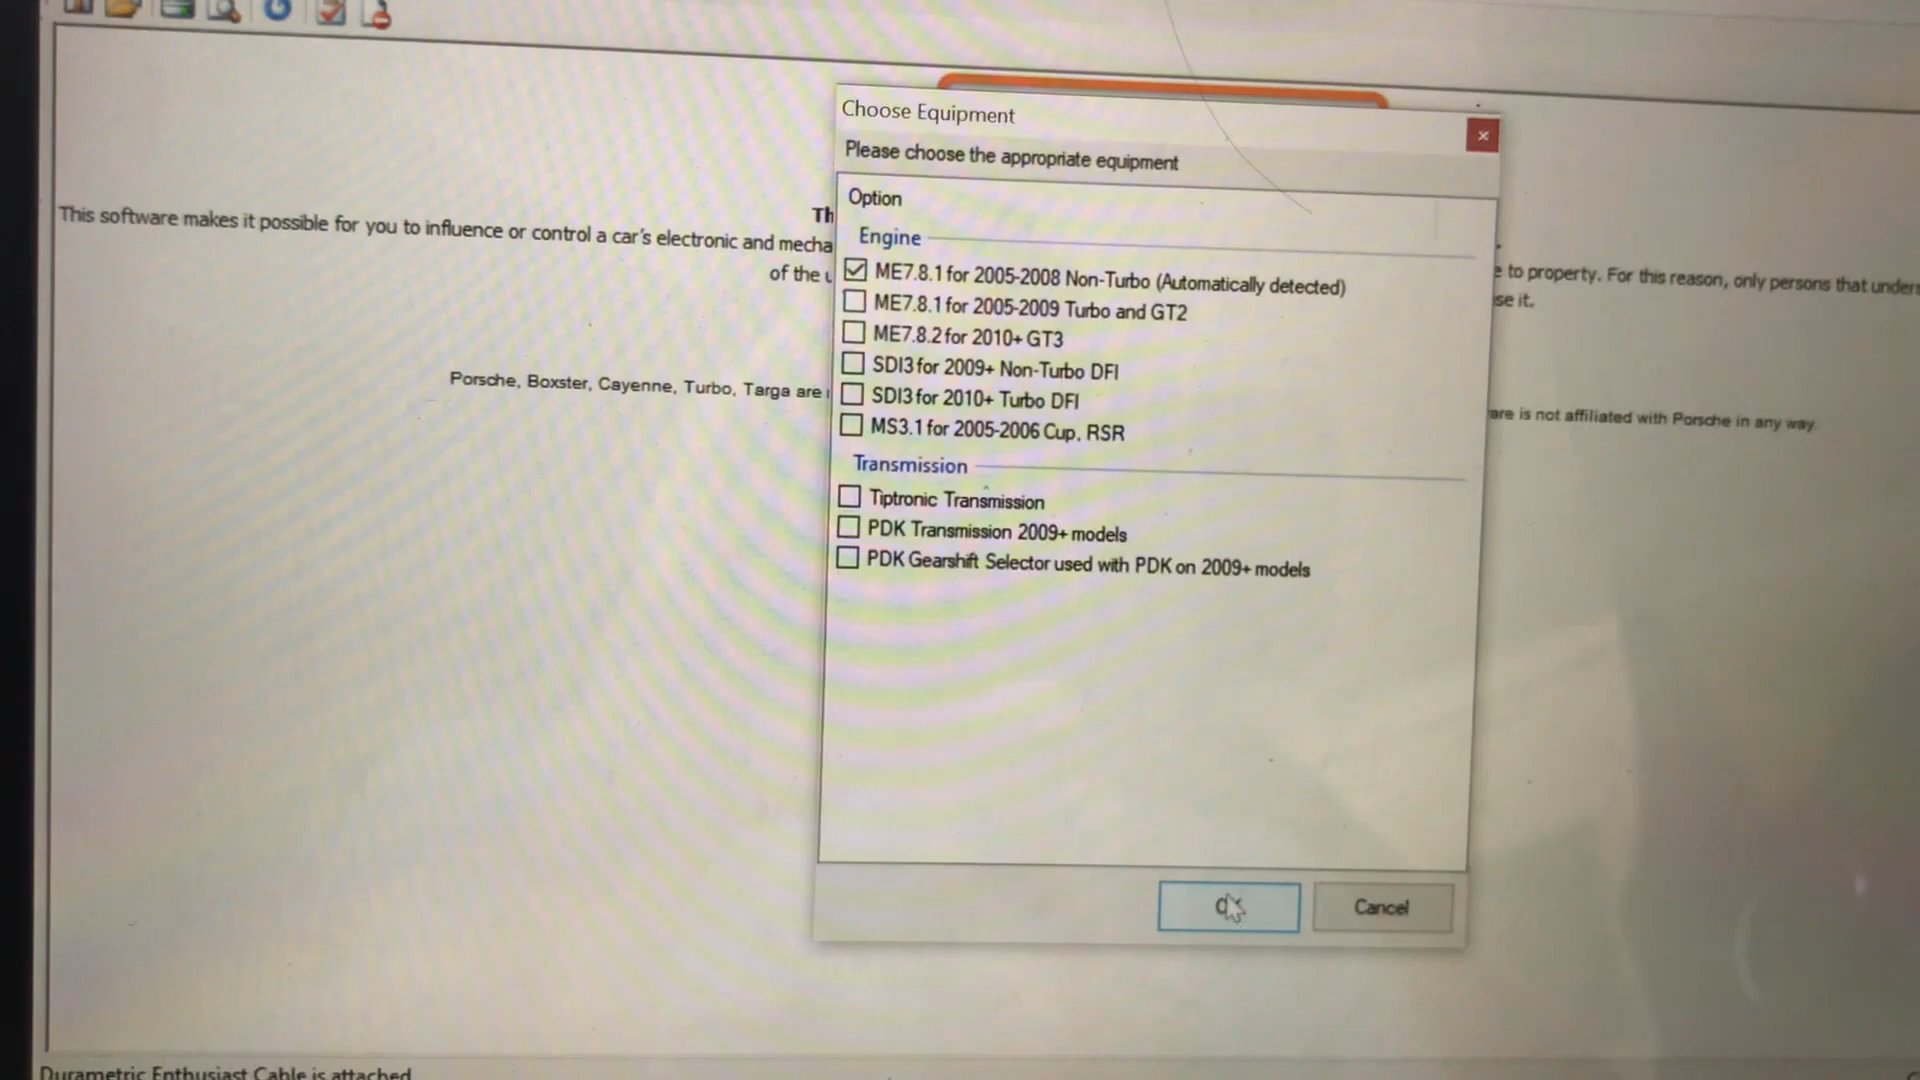 Choose Equipment
Please choose the appropriate equipment
Option
Engine
ME7.8.1 for 2005-2008 Non-Turbo (Automatically detected)
ME7.8.1 for 2005-2009 Turbo and GT2
ME7.8.2 for 2010+ GT3
SDI3 for 2009+ Non-Turbo DFI
SDI3 for 2010+ Turbo DFI
MS3.1 for 2005-2006 Cup, RSR
Transmission
Tiptronic Transmission
PDK Transmission 2009+ models
PDK Gearshift Selector used with PDK on 2009+ models
Cancel
Th
This software makes it possible for you to influence or control a car's electronic and mecha
e to property. For this reason, only persons that unders
of the
se it.
Porsche, Boxster, Cayenne, Turbo, Targa are
are is not affiliated with Porsche in any way.
Durametric Enthusiast Cable is attached